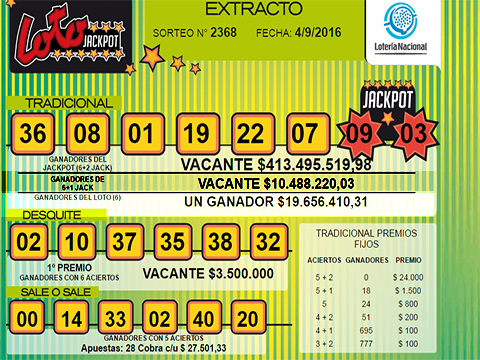 Loto
JACKPOT
EXTRACTO
SORTEO N° 2368 FECHA: 4/9/2016
Lotería Nacional
TRADICIONAL
JACKPOT
36 08 01 19 22 07 09 03
GANADORES DEL
JACKPOT (6+2 JACK)
VACANTE $413.495.519,98
GANADORES DE
6+1 JACK
VACANTE $10.488.220,03
GANADORES DEL LOTO (6)
UN GANADOR $19.656.410,31
DESQUITE
02 10 37 35 38 32
1º PREMIO
GANADORES CON 6 ACIERTOS
VACANTE $3.500.000
SALE O SALE
00 14 33 02 40 20
GANADORES CON 5 ACIERTOS
Apuestas: 28 Cobra c/u $ 27.501,33
TRADICIONAL PREMIOS
FIJOS
ACIERTOS GANADORES PREMIO
5 + 2 0 $ 24.000
5 + 1 18 $ 1.500
5 24 $ 800
4 + 2 51 $ 200
4 + 1 695 $ 100
3 + 2 777 $ 100